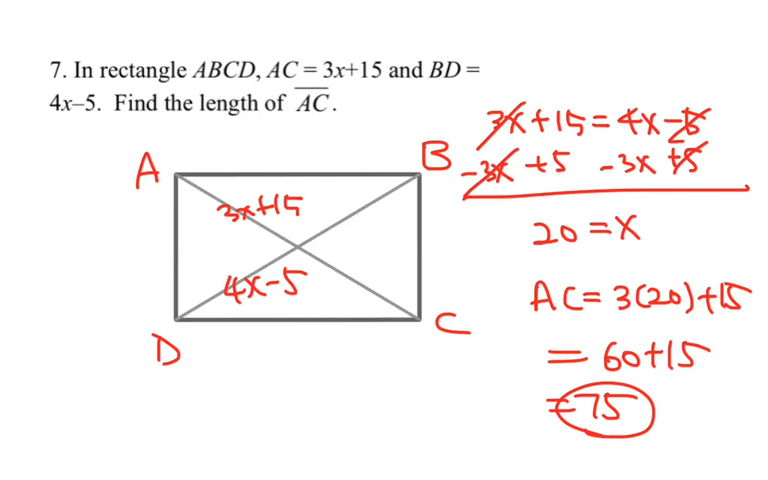 7. In rectangle ABCD, AC = 3x+15 and BD =
4x–5. Find the length of AC.
3x+15=4x-5
-3x +5 -3x +5
20=x
AC=3(20)+15
=60+15
=75
A
B
3x+15
4x-5
D
C